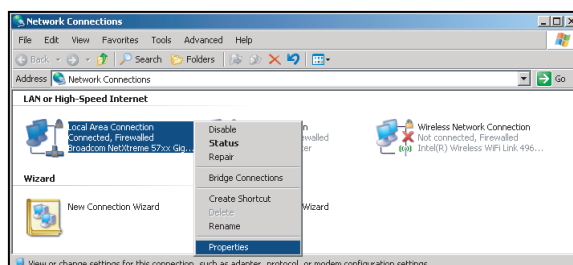 Network Connections
File Edit View Favorites Tools Advanced Help
Back Search Folders
Address Network Connections Go
LAN or High-Speed Internet
Local Area Connection
Connected, Firewalled
Broadcom NetXtreme 57xx Gig...
Disable
Status
Repair
Bridge Connections
Create Shortcut
Delete
Rename
Properties
Wireless Network Connection
Not connected, Firewalled
Intel(R) Wireless WiFi Link 496...
Wizard
New Connection Wizard
Wizard
View or change settings for this connection, such as adapter, protocol, or modem configuration settings.